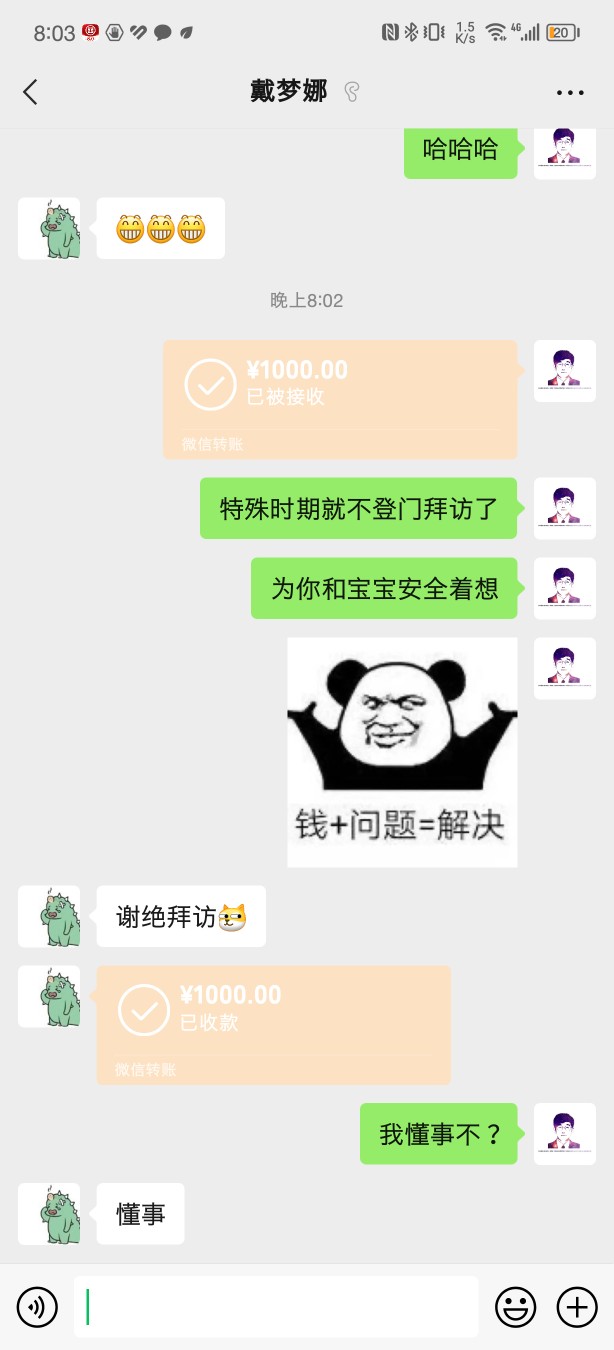 8:03
1.5
K/s
4G
20
戴梦娜
哈哈哈
晚上8:02
¥1000.00
已被接收
微信转账
特殊时期就不登门拜访了
为你和宝宝安全着想
钱+问题=解决
谢绝拜访
¥1000.00
已收款
微信转账
我懂事不？
懂事